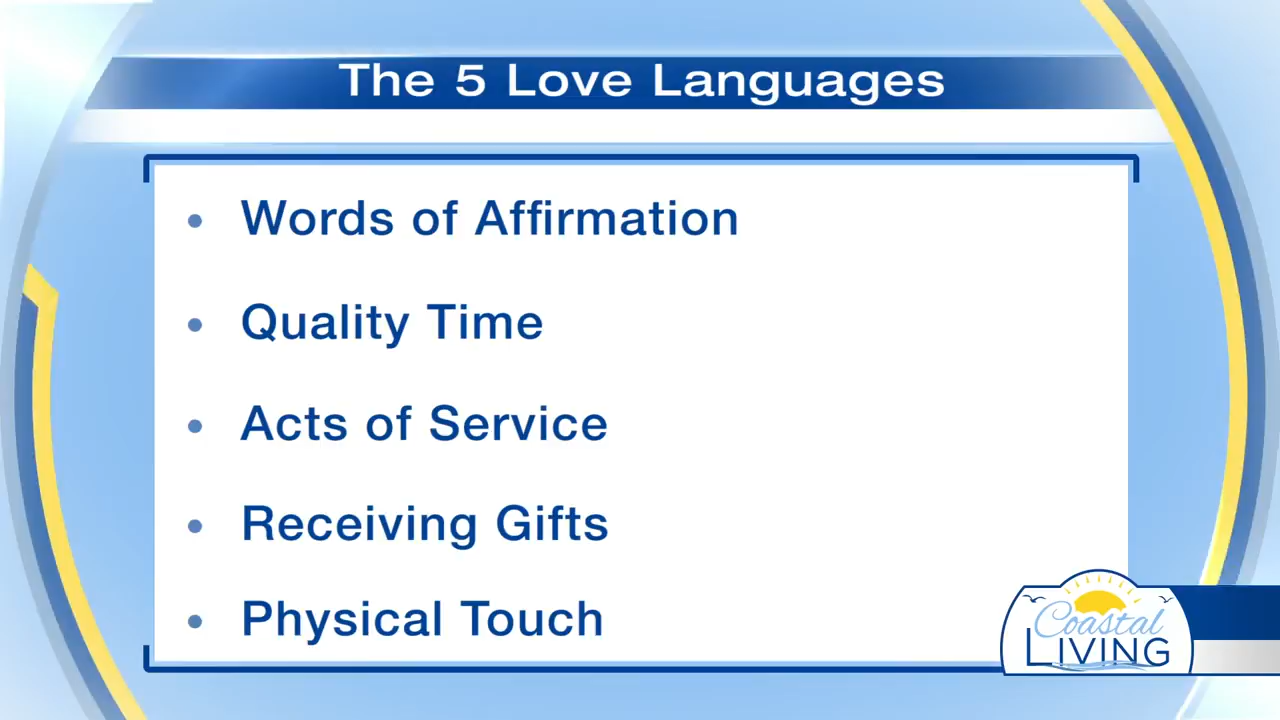 The 5 Love Languages
• Words of Affirmation
• Quality Time
• Acts of Service
• Receiving Gifts
• Physical Touch
Coastal
LIVING